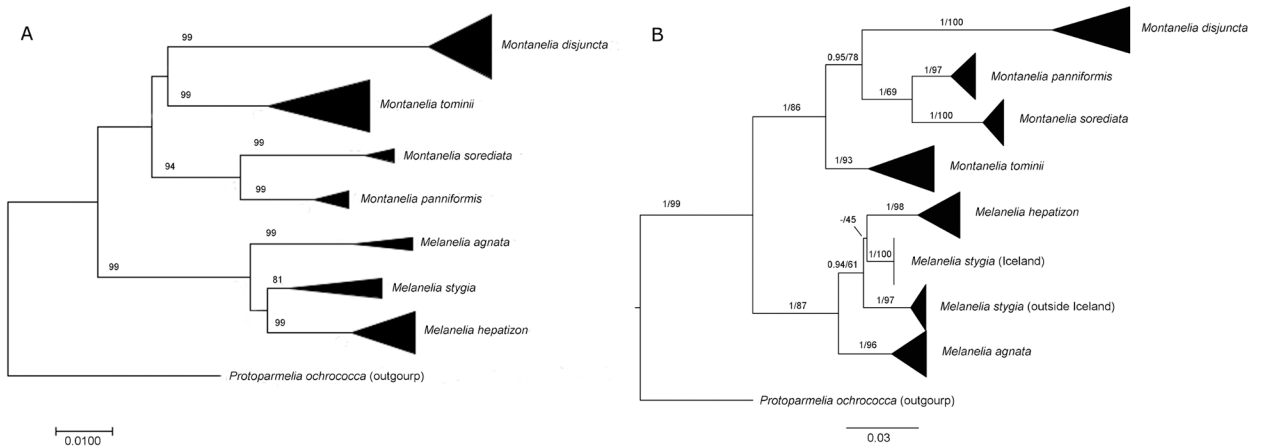 A
99
Montanelia disjuncta
99
Montanelia tominii
99
Montanelia sorediata
94
99
Montanelia panniformis
99
Melanelia agnata
99
81
Melanelia stygia
99
Melanelia hepatizon
Protoparmelia ochrococca (outgourp)
0.0100
B
1/100
Montanelia disjuncta
0.95/78
1/97
Montanelia panniformis
1/69
1/100
Montanelia sorediata
1/86
1/93
Montanelia tominii
1/99
1/98
Melanelia hepatizon
-/45
1/100
Melanelia stygia (Iceland)
0.94/61
1/97
Melanelia stygia (outside Iceland)
1/87
1/96
Melanelia agnata
Protoparmelia ochrococca (outgourp)
0.03